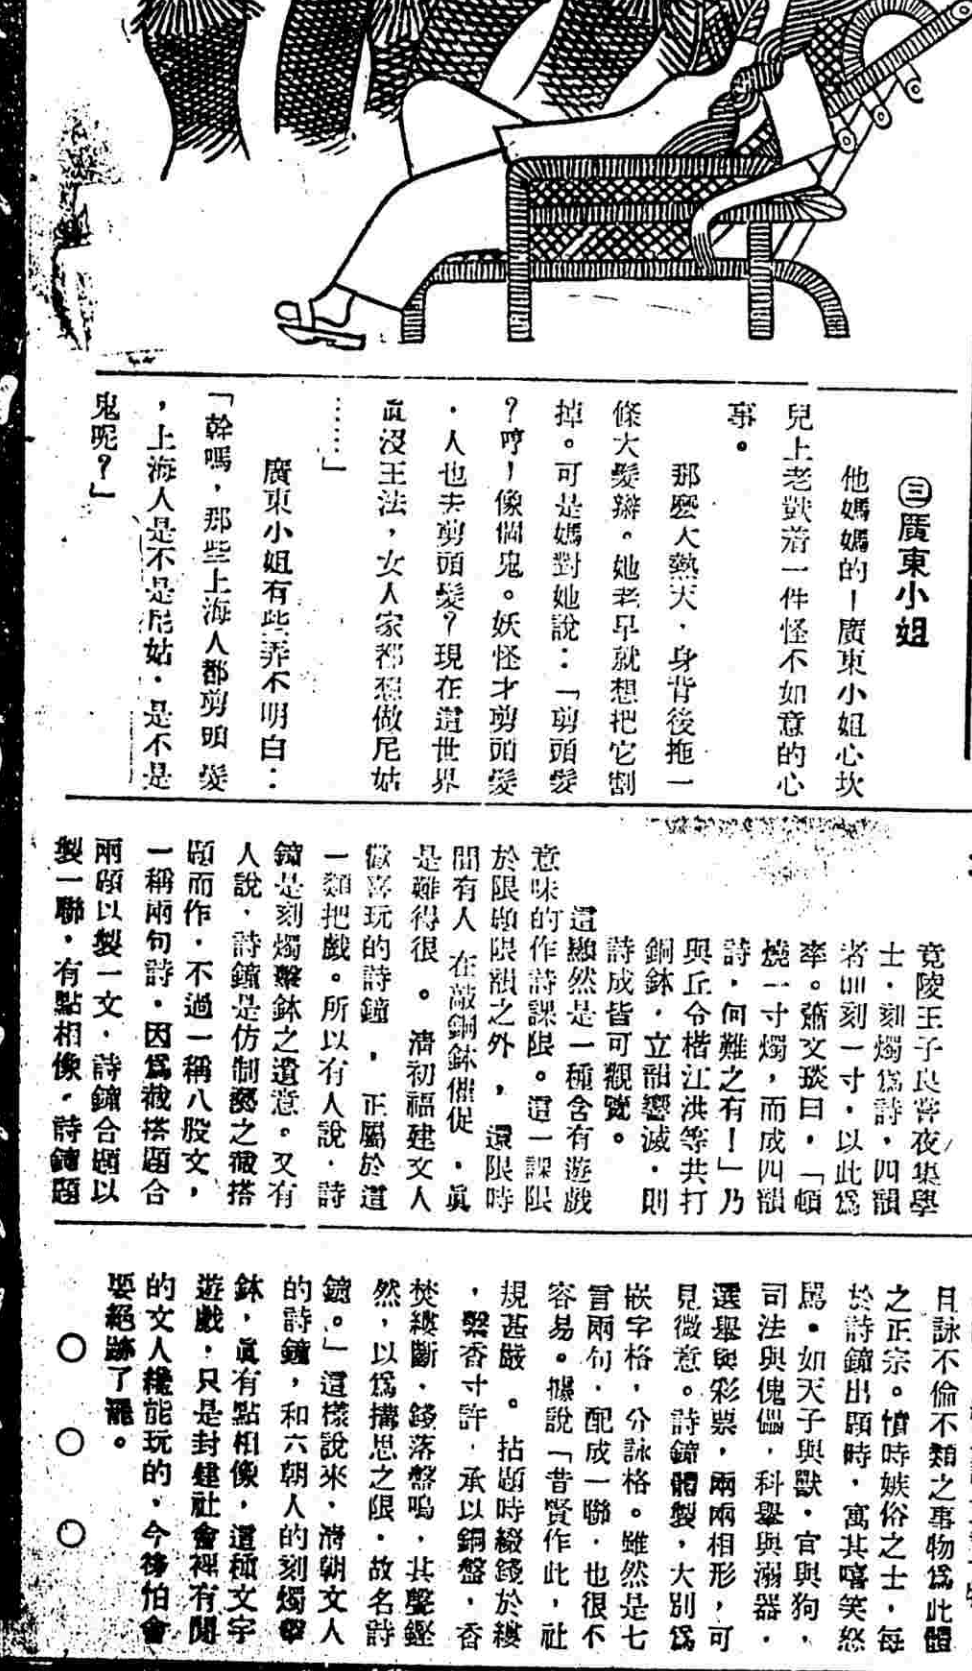 ㊂廣東小姐
他媽媽的！廣東小姐心坎
兒上老獃着一件怪不如意的心
事。
那麼大熱天，身背後拖一
條大髮辮。她老早就想把它割
掉。可是媽對她說：「剪頭髮
？哼！像個鬼。妖怪才剪頭髮
．人也去剪頭髮？現在這世界
眞沒王法，女人家都想做尼姑
……」
廣東小姐有些弄不明白：
「幹嗎，那些上海人都剪頭髮
，上海人是不是尼姑．是不是
鬼呢？」
竟陵王子良嘗夜集學
士，刻燭爲詩，四韻
者則刻一寸，以此爲
率。蕭文琰曰，「頓
燒一寸燭，而成四韻
詩，何難之有！」乃
與丘令楷江洪等共打
銅鉢，立韻響滅，則
詩成皆可觀覽。
這顯然是一種含有遊戲
意味的作詩課限。這一課限
於限題限韻之外，還限時
間有人在敲銅鉢催促，眞
是難得很。淸初福建文人
歡喜玩的詩鐘，正屬於這
一類把戲。所以有人說，詩
鐘是刻燭擊鉢之遺意。又有
人說，詩鐘是仿制藝之截搭
題而作，不過一稱八股文，
一稱兩句詩，因爲截搭題合
兩題以製一文，詩鐘合題以
製一聯，有點相像。詩鐘題
目詠不倫不類之事物爲此體
之正宗。憤時嫉俗之士，每
於詩鐘出題時，寓其嘻笑怒
罵。如天子與獸，官與狗，
司法與傀儡，科舉與溺器，
選舉與彩票，兩兩相形，可
見微意。詩鐘體製，大別爲
嵌字格，分詠格。雖然是七
言兩句，配成一聯，也很不
容易。據說「昔賢作此，社
規甚嚴。拈題時綴錢於縷
，繫香寸許，承以銅盤，香
焚縷斷，錢落盤鳴，其聲鏗
然，以爲搆思之限，故名詩
鐘。」這樣說來，淸朝文人
的詩鐘，和六朝人的刻燭擊
鉢，眞有點相像，這種文字
遊戲，只是封建社會裡有閒
的文人纔能玩的，今後怕會
要絕跡了罷。
○　○　○